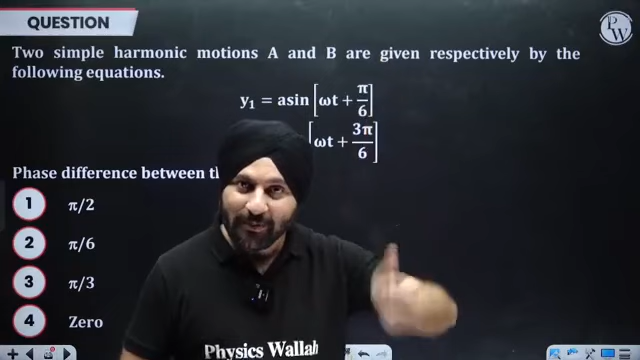 QUESTION
Two simple harmonic motions A and B are given respectively by the
following equations.
y₁ = asin [ωt + π/6]
[ωt + 3π/6]
Phase difference between th
1 π/2
2 π/6
3 π/3
4 Zero
Physics Wallah